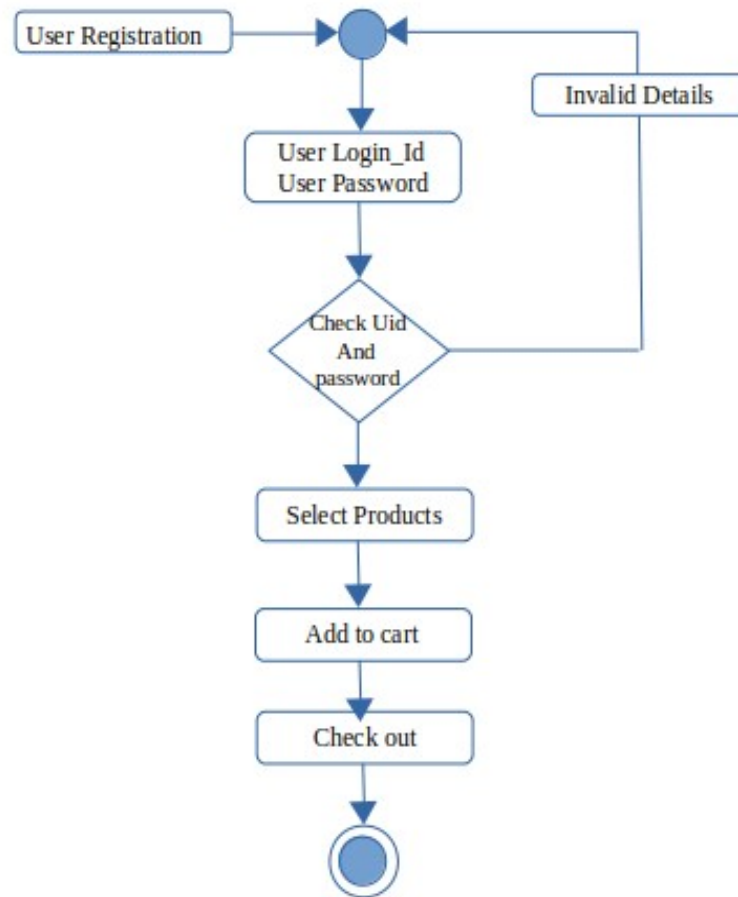 User Registration
Invalid Details
User Login_Id
User Password
Check Uid
And
password
Select Products
Add to cart
Check out